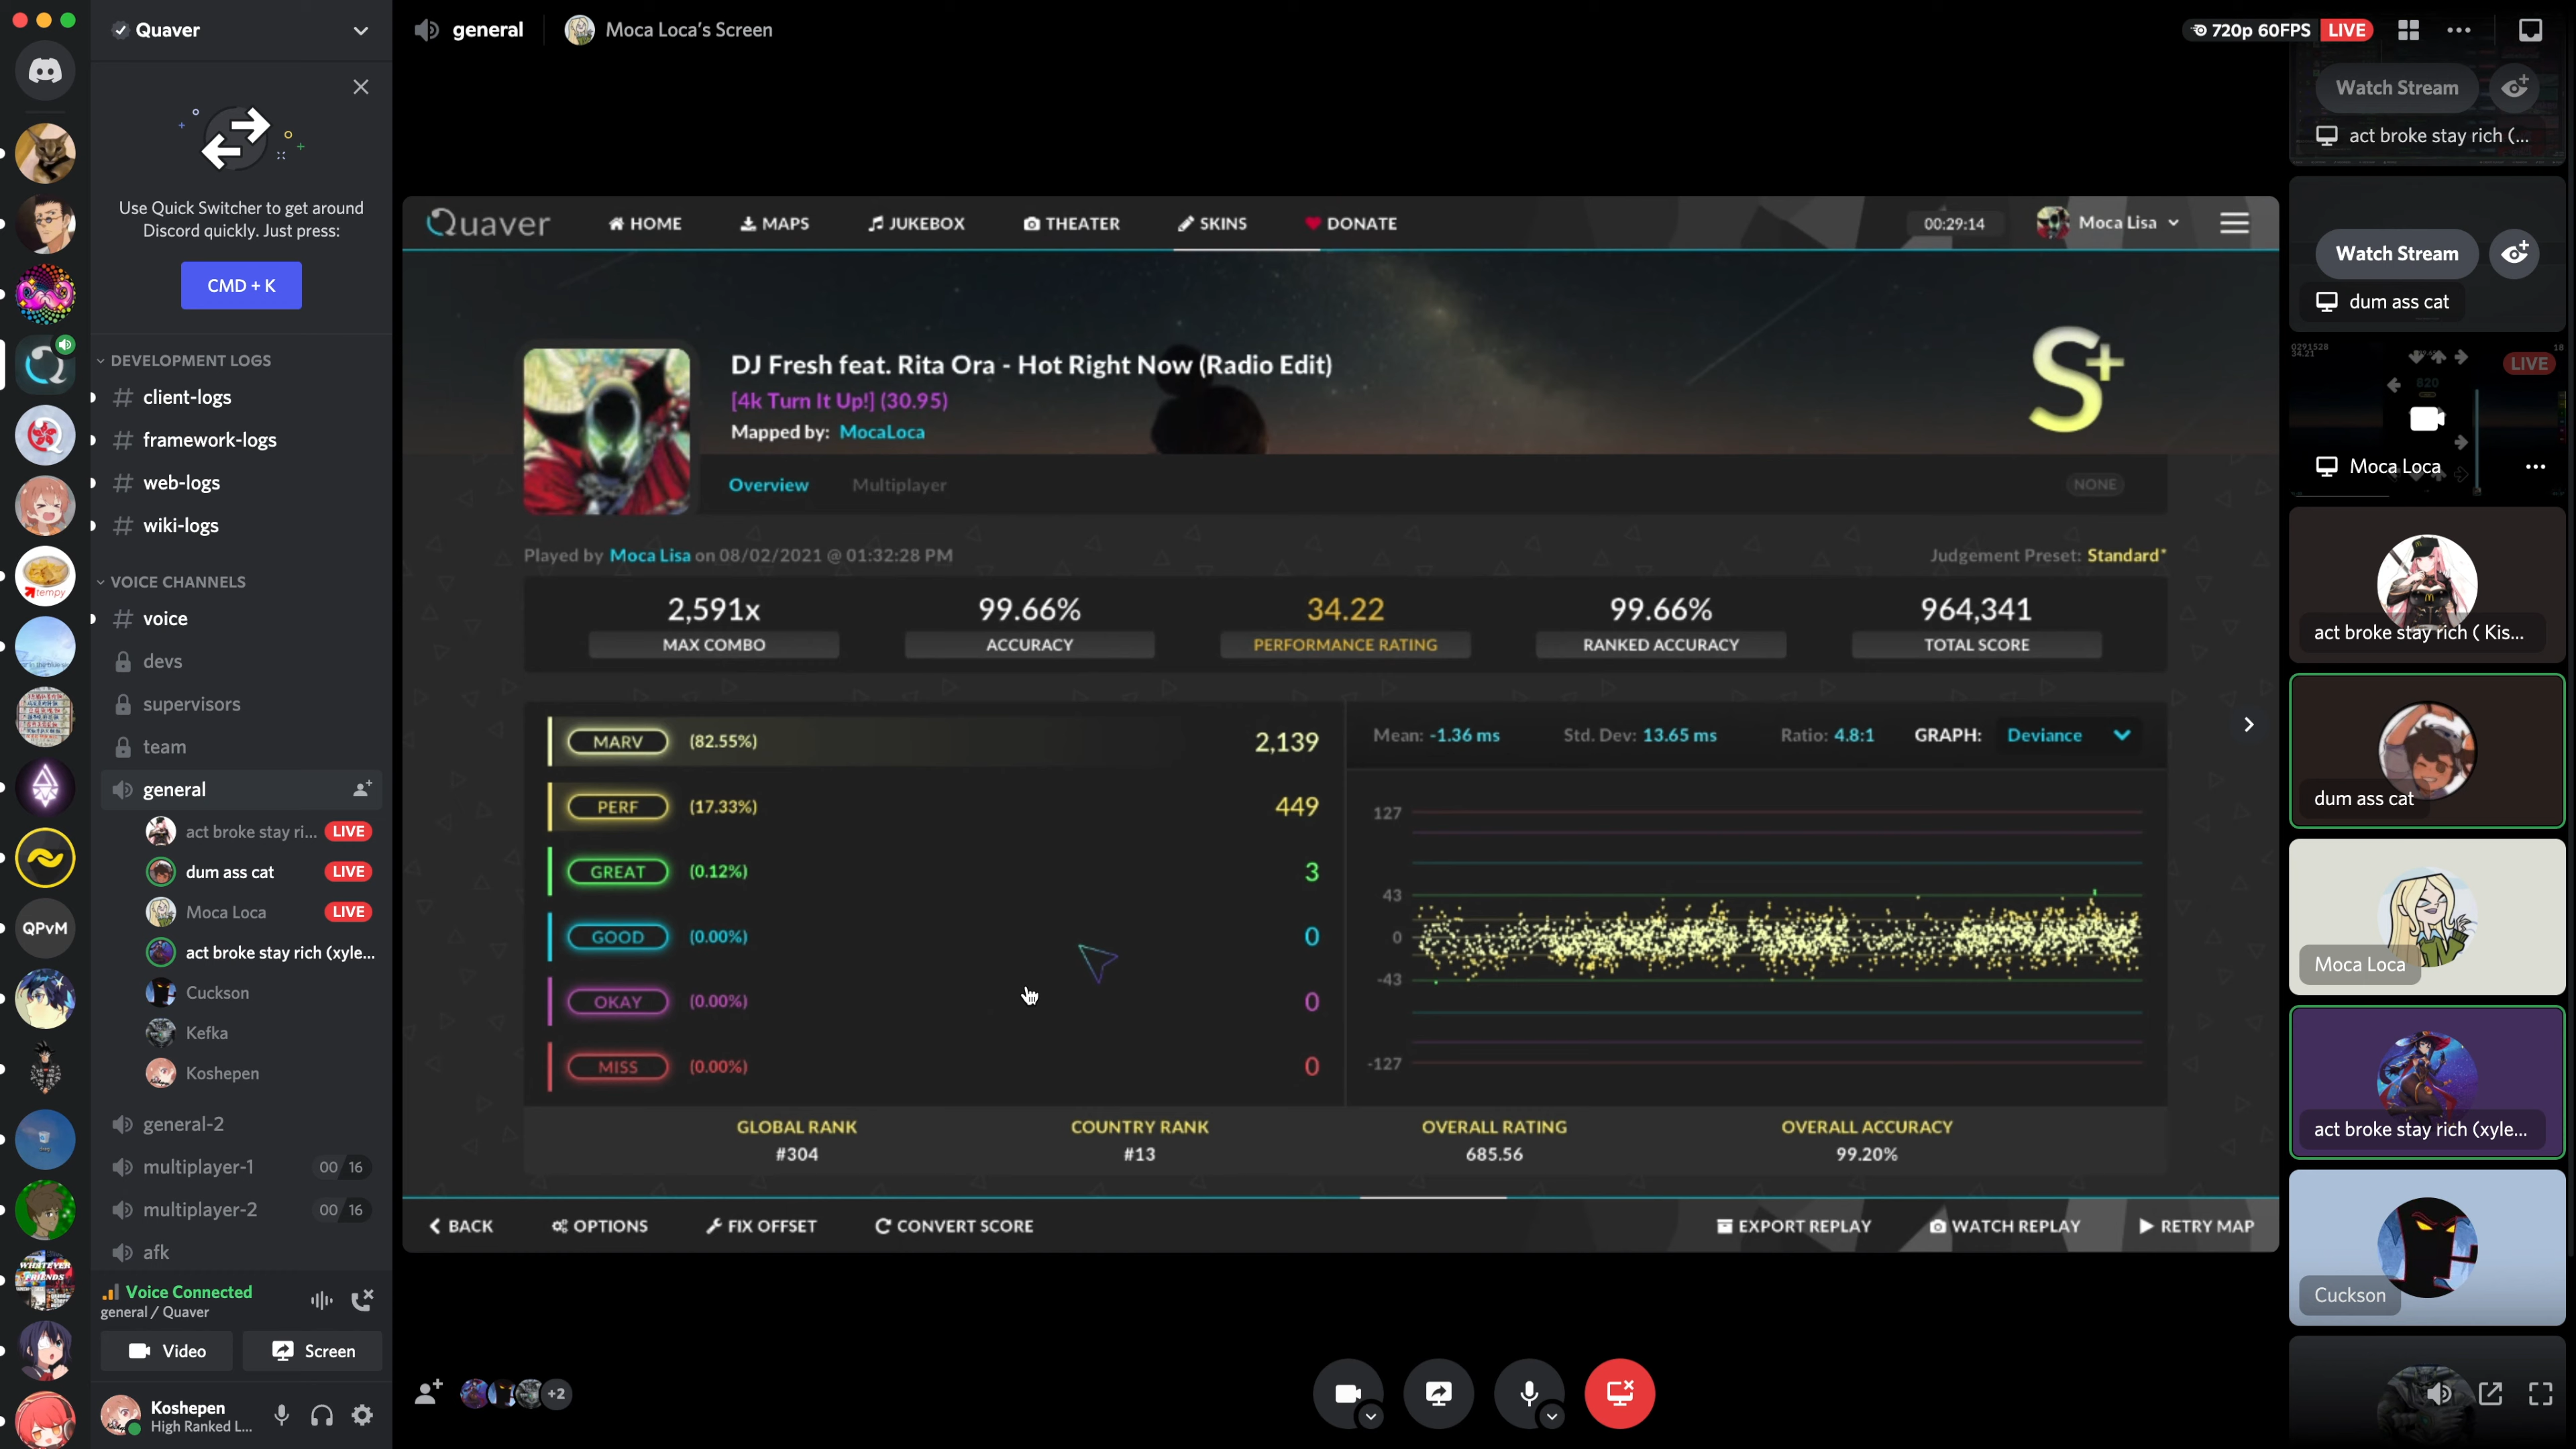 Quaver
Use Quick Switcher to get around
Discord quickly. Just press:
CMD + K
DEVELOPMENT LOGS
client-logs
framework-logs
web-logs
wiki-logs
VOICE CHANNELS
voice
devs
supervisors
team
general
act broke stay ri... LIVE
dum ass cat LIVE
Moca Loca LIVE
act broke stay rich (xyle...
Cuckson
Kefka
Koshepen
general-2
multiplayer-1 00 16
multiplayer-2 00 16
afk
Voice Connected
general / Quaver
Video Screen
Koshepen
High Ranked L...
tempy
QPvM
WHATEVER
FRIENDS
general Moca Loca's Screen
720p 60FPS LIVE
Quaver HOME MAPS JUKEBOX THEATER SKINS DONATE 00:29:14 Moca Lisa
DJ Fresh feat. Rita Ora - Hot Right Now (Radio Edit)
[4k Turn It Up!] (30.95)
Mapped by: MocaLoca
S+
Overview Multiplayer NONE
Played by Moca Lisa on 08/02/2021 @ 01:32:28 PM Judgement Preset: Standard*
2,591x 99.66% 34.22 99.66% 964,341
MAX COMBO ACCURACY PERFORMANCE RATING RANKED ACCURACY TOTAL SCORE
MARV (82.55%) 2,139
PERF (17.33%) 449
GREAT (0.12%) 3
GOOD (0.00%) 0
OKAY (0.00%) 0
MISS (0.00%) 0
Mean: -1.36 ms Std. Dev: 13.65 ms Ratio: 4.8:1 GRAPH: Deviance
127
43
0
-43
-127
GLOBAL RANK COUNTRY RANK OVERALL RATING OVERALL ACCURACY
#304 #13 685.56 99.20%
BACK OPTIONS FIX OFFSET CONVERT SCORE EXPORT REPLAY WATCH REPLAY RETRY MAP
+2
Watch Stream
act broke stay rich (...
Watch Stream
dum ass cat
0291528
34.21
18
LIVE
820
Moca Loca
act broke stay rich ( Kis...
dum ass cat
Moca Loca
act broke stay rich (xyle...
Cuckson